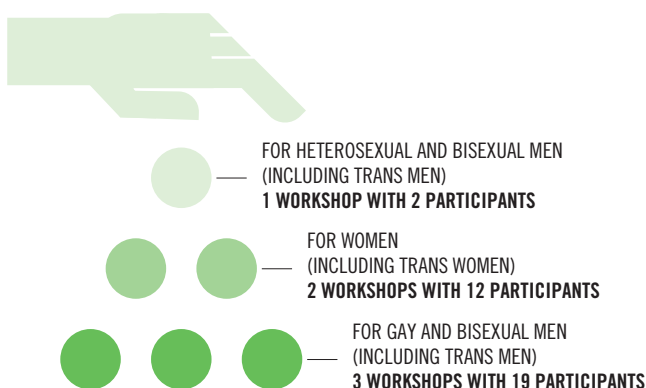 FOR HETEROSEXUAL AND BISEXUAL MEN
(INCLUDING TRANS MEN)
1 WORKSHOP WITH 2 PARTICIPANTS
FOR WOMEN
(INCLUDING TRANS WOMEN)
2 WORKSHOPS WITH 12 PARTICIPANTS
FOR GAY AND BISEXUAL MEN
(INCLUDING TRANS MEN)
3 WORKSHOPS WITH 19 PARTICIPANTS